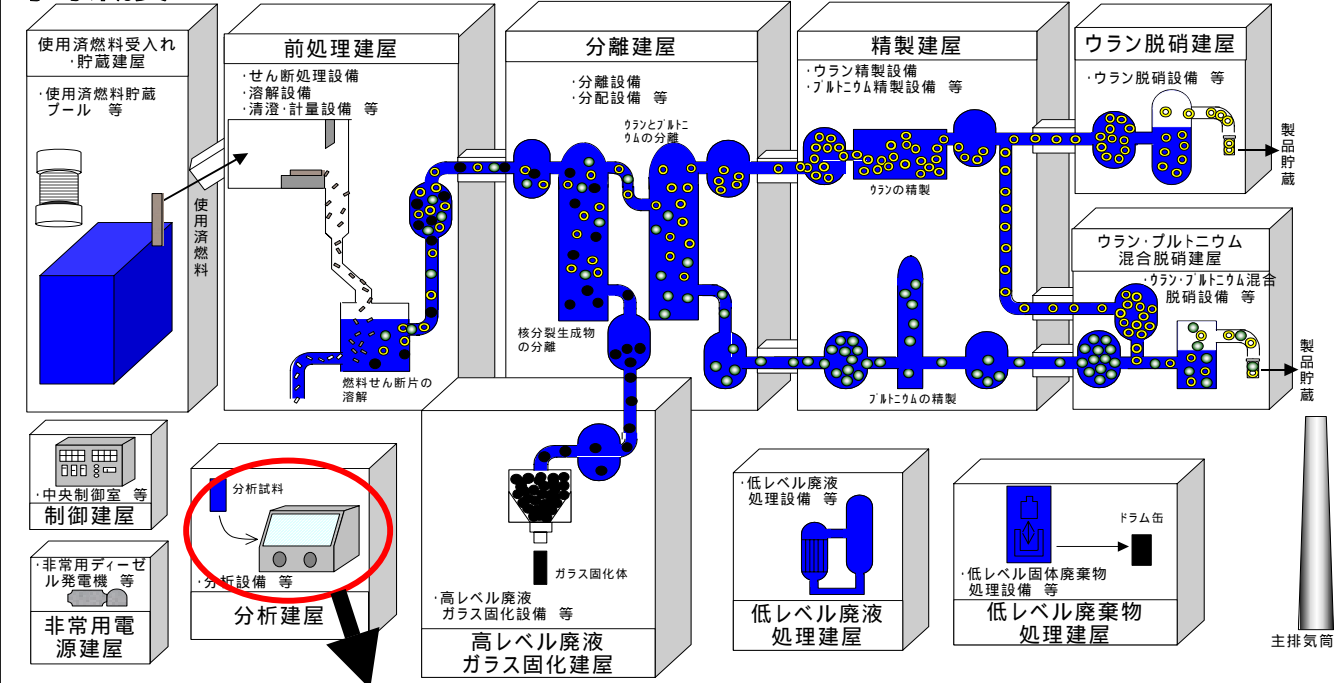 使用済燃料受入れ
・貯蔵建屋
・使用済燃料貯蔵
プール 等
使用済燃料
前処理建屋
・せん断処理設備
・溶解設備
・清澄・計量設備 等
燃料せん断片の
溶解
分離建屋
・分離設備
・分配設備 等
ウランとプルトニ
ウムの分離
核分裂生成物
の分離
精製建屋
・ウラン精製設備
・プルトニウム精製設備 等
ウランの精製
プルトニウムの精製
ウラン脱硝建屋
・ウラン脱硝設備 等
製品貯蔵
ウラン・プルトニウム
混合脱硝建屋
・ウラン・プルトニウム混合
脱硝設備 等
製品貯蔵
・中央制御室 等
制御建屋
・非常用ディーゼ
ル発電機 等
非常用電
源建屋
分析試料
・分析設備 等
分析建屋
ガラス固化体
・高レベル廃液
ガラス固化設備 等
高レベル廃液
ガラス固化建屋
・低レベル廃液
処理設備 等
低レベル廃液
処理建屋
ドラム缶
・低レベル固体廃棄物
処理設備 等
低レベル廃棄物
処理建屋
主排気筒